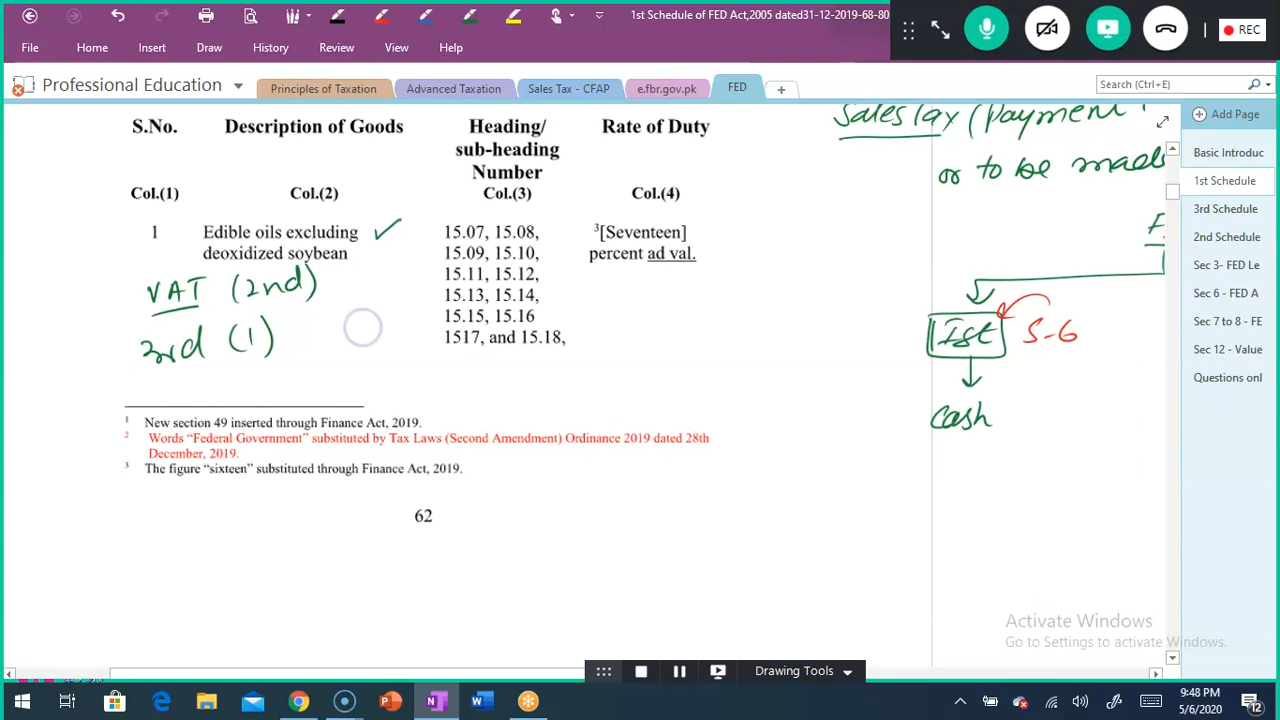 1st Schedule of FED Act,2005 dated31-12-2019-68-80
REC
File Home Insert Draw History Review View Help
Professional Education
Principles of Taxation
Advanced Taxation
Sales Tax - CFAP
e.fbr.gov.pk
FED
Search (Ctrl+E)
S.No. Description of Goods Heading/ Rate of Duty
sub-heading
Number
Col.(1) Col.(2) Col.(3) Col.(4)
1 Edible oils excluding 15.07, 15.08, 3[Seventeen]
deoxidized soybean 15.09, 15.10, percent ad val.
15.11, 15.12,
15.13, 15.14,
15.15, 15.16
1517, and 15.18,
VAT (2nd)
3rd (1)
1 New section 49 inserted through Finance Act, 2019.
2 Words “Federal Government” substituted by Tax Laws (Second Amendment) Ordinance 2019 dated 28th
December, 2019.
3 The figure “sixteen” substituted through Finance Act, 2019.
62
Sales Tax (Payment
or to be made
F
Ist
S-6
cash
Add Page
Basic Introduc
1st Schedule
3rd Schedule
2nd Schedule
Sec 3- FED Le
Sec 6 - FED A
Sec 7 to 8 - FE
Sec 12 - Value
Questions onl
Activate Windows
Go to Settings to activate Windows.
Drawing Tools
9:48 PM
5/6/2020
12